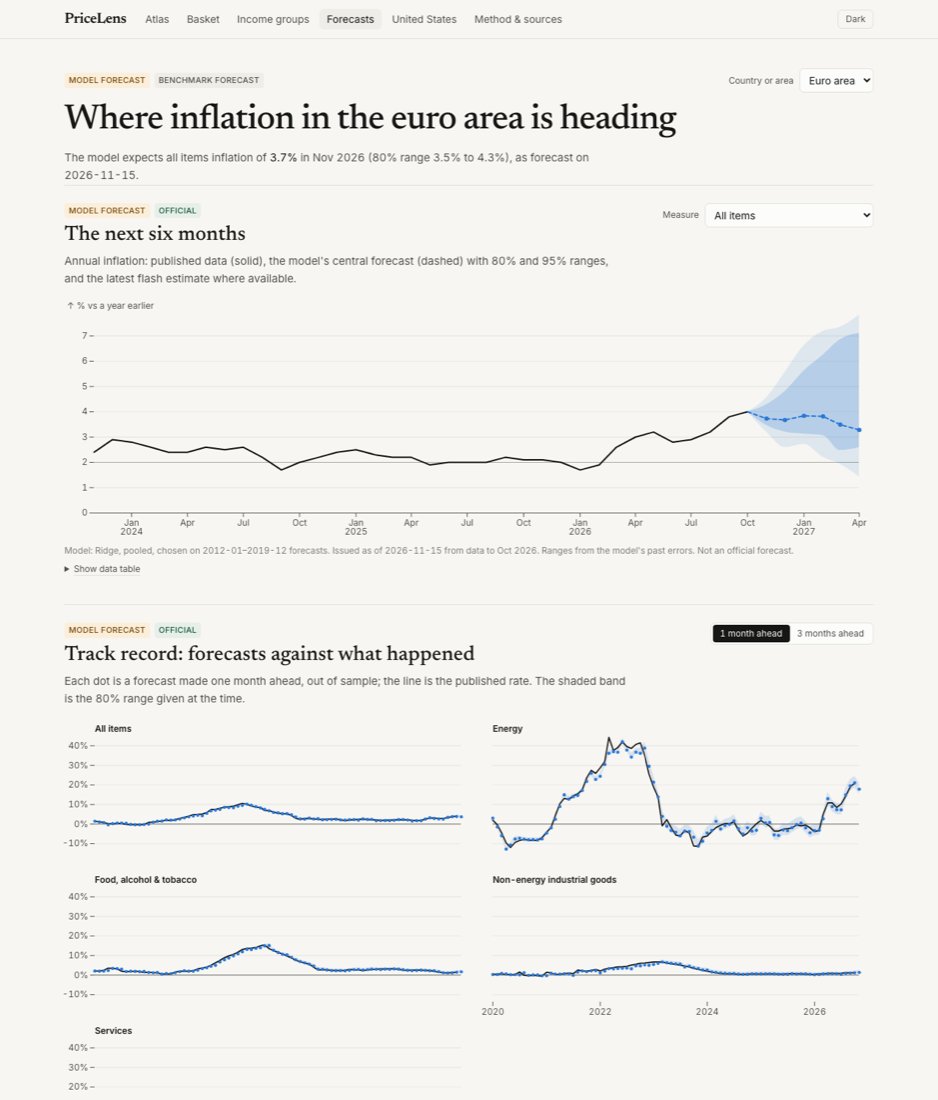 PriceLens Atlas Basket Income groups Forecasts United States Method & sources Dark
MODEL FORECAST BENCHMARK FORECAST
Country or area Euro area
Where inflation in the euro area is heading
The model expects all items inflation of 3.7% in Nov 2026 (80% range 3.5% to 4.3%), as forecast on
2026-11-15.
MODEL FORECAST OFFICIAL
Measure All items
The next six months
Annual inflation: published data (solid), the model's central forecast (dashed) with 80% and 95% ranges,
and the latest flash estimate where available.
↑ % vs a year earlier
7
6
5
4
3
2
1
0
Jan Apr Jul Oct Jan Apr Jul Oct Jan Apr Jul Oct Jan Apr
2024 2025 2026 2027
Model: Ridge, pooled, chosen on 2012-01–2019-12 forecasts. Issued as of 2026-11-15 from data to Oct 2026. Ranges from the model's past errors. Not an official forecast.
▶ Show data table
MODEL FORECAST OFFICIAL
1 month ahead 3 months ahead
Track record: forecasts against what happened
Each dot is a forecast made one month ahead, out of sample; the line is the published rate. The shaded band
is the 80% range given at the time.
All items
40%
30%
20%
10%
0%
-10%
Energy
Food, alcohol & tobacco
40%
30%
20%
10%
0%
-10%
Non-energy industrial goods
2020 2022 2024 2026
Services
40%
30%
20%